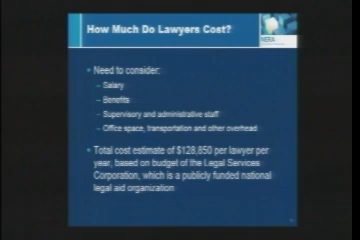 How Much Do Lawyers Cost?
NERA
• Need to consider:
– Salary
– Benefits
– Supervisory and administrative staff
– Office space, transportation and other overhead
• Total cost estimate of $128,850 per lawyer per
year, based on budget of the Legal Services
Corporation, which is a publicly funded national
legal aid organization